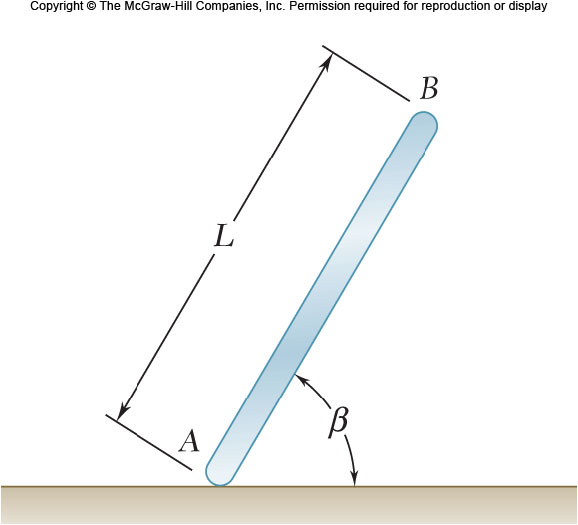 Copyright © The McGraw-Hill Companies, Inc. Permission required for reproduction or display
B
L
β
A